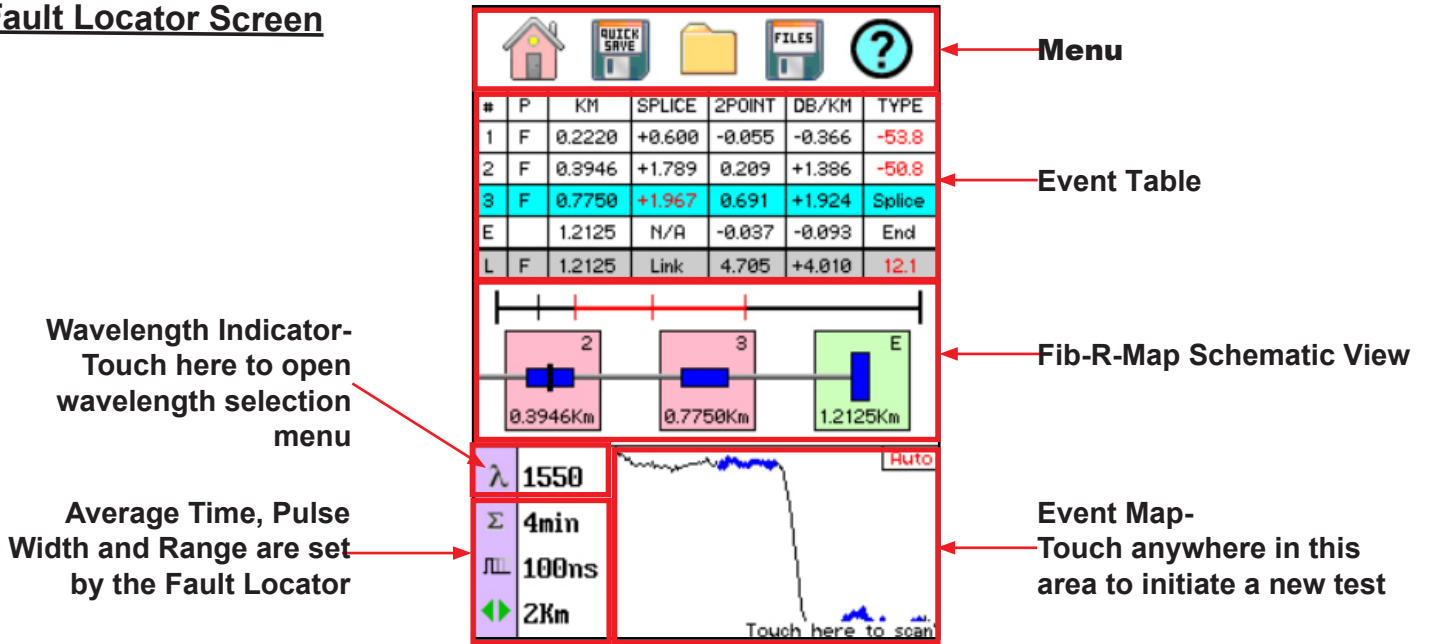 Fault Locator Screen
QUICK
SAVE
FILES
?
Menu
# P KM SPLICE 2POINT DB/KM TYPE
1 F 0.2220 +0.600 -0.055 -0.366 -53.8
2 F 0.3946 +1.789 0.209 +1.386 -50.8
3 F 0.7750 +1.967 0.691 +1.924 Splice
E 1.2125 N/A -0.037 -0.093 End
L F 1.2125 Link 4.705 +4.010 12.1
Event Table
2 3 E
0.3946Km 0.7750Km 1.2125Km
Fib-R-Map Schematic View
Wavelength Indicator-
Touch here to open
wavelength selection
menu
λ 1550
Auto
Average Time, Pulse
Width and Range are set
by the Fault Locator
Σ 4min
100ns
2Km
Touch here to scan
Event Map-
Touch anywhere in this
area to initiate a new test